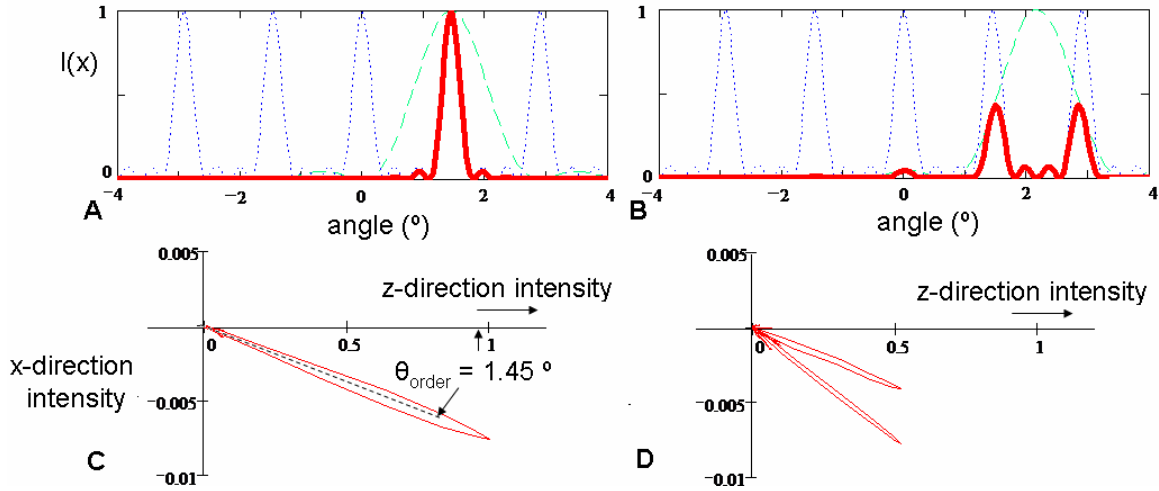 1
I(x)
0
−4
−2
0
2
4
A
angle (º)
1
0
−4
−2
0
2
4
B
angle (º)
0.005
z-direction intensity
0
0.5
1
x-direction
intensity
θorder = 1.45 º
−0.005
C
−0.01
0.005
z-direction intensity
0
0.5
1
−0.005
D
−0.01